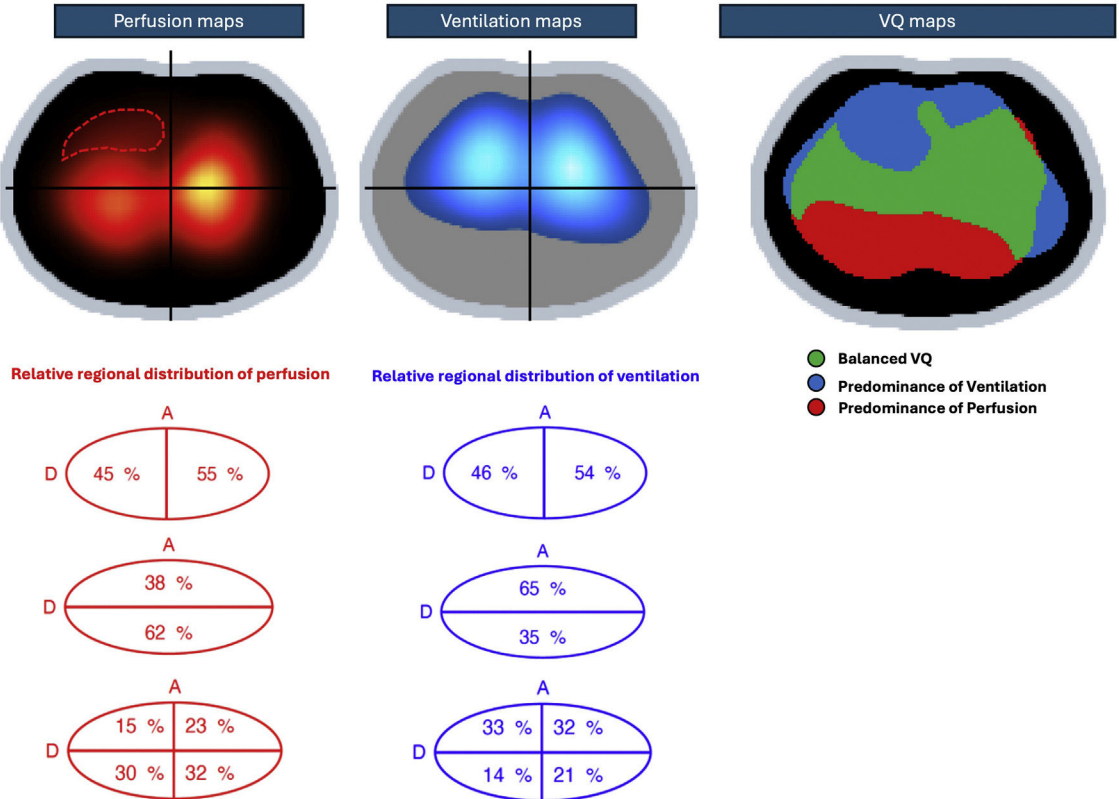 Perfusion maps
Ventilation maps
VQ maps
Balanced VQ
Predominance of Ventilation
Predominance of Perfusion
Relative regional distribution of perfusion
A
D 45 % 55 %
A
38 %
D
62 %
A
15 % 23 %
D
30 % 32 %
Relative regional distribution of ventilation
A
D 46 % 54 %
A
65 %
D
35 %
A
33 % 32 %
D
14 % 21 %